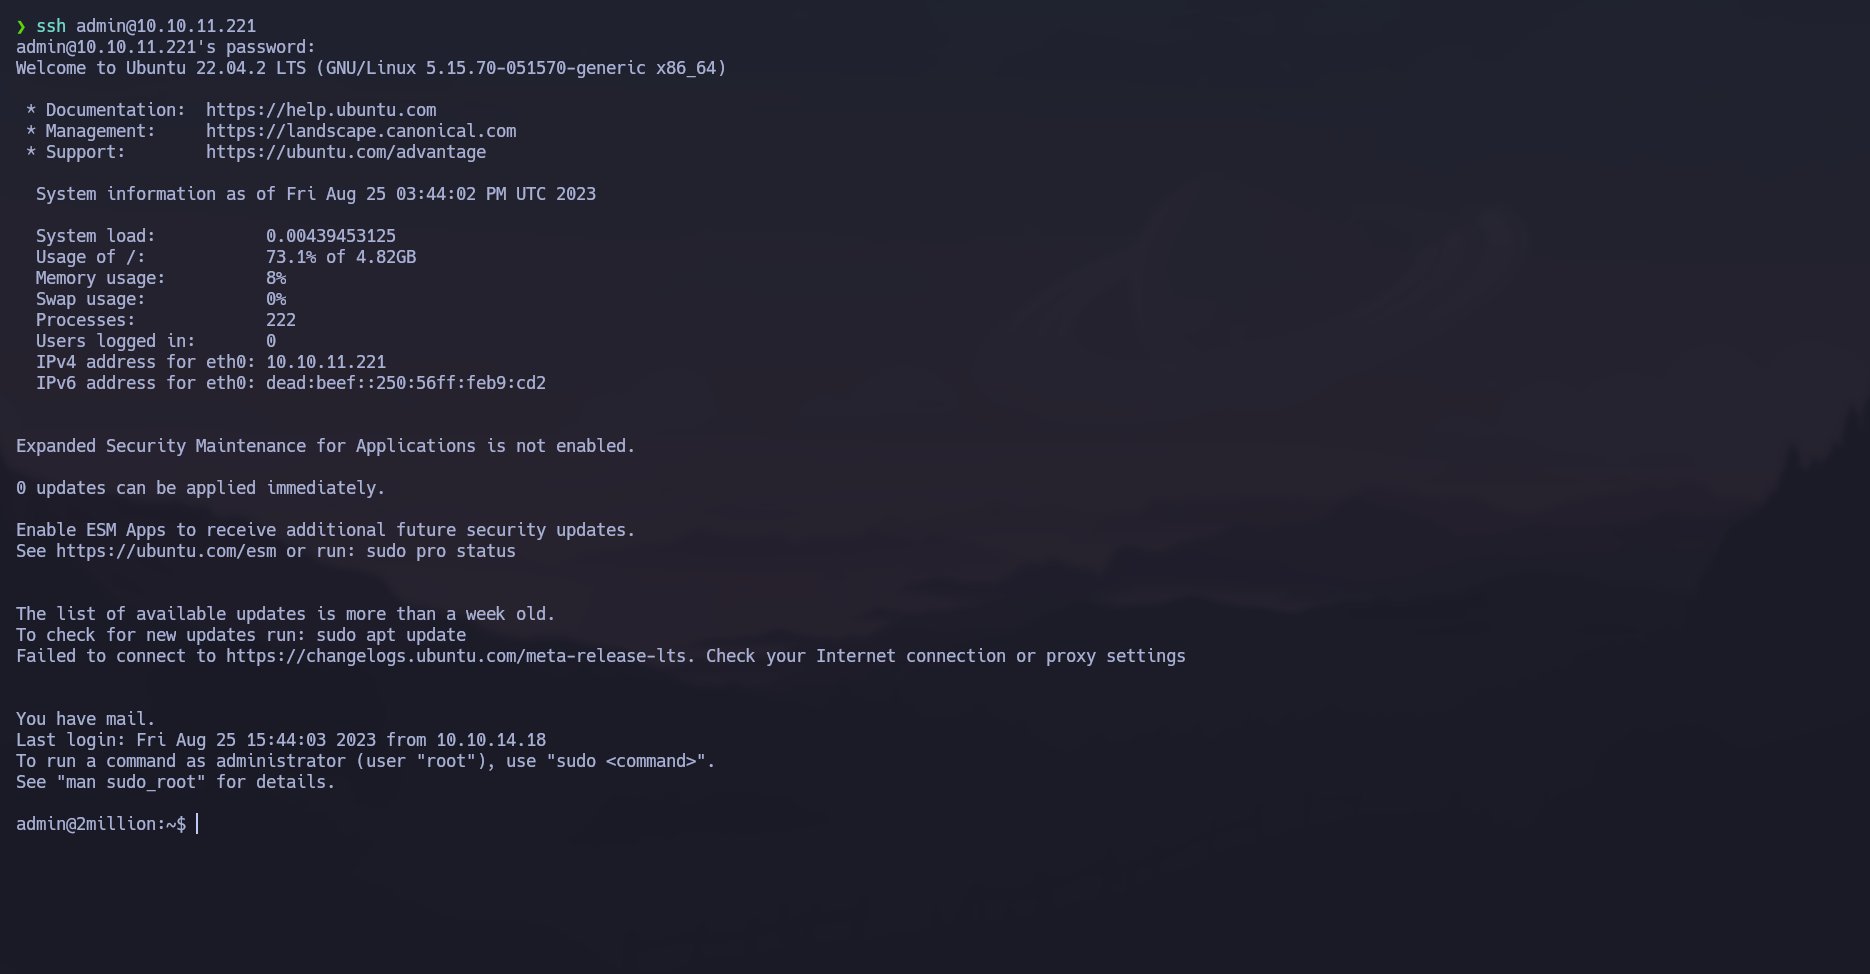 ❯ ssh admin@10.10.11.221
admin@10.10.11.221's password:
Welcome to Ubuntu 22.04.2 LTS (GNU/Linux 5.15.70-051570-generic x86_64)
* Documentation:  https://help.ubuntu.com
* Management:     https://landscape.canonical.com
* Support:        https://ubuntu.com/advantage
System information as of Fri Aug 25 03:44:02 PM UTC 2023
System load:           0.00439453125
Usage of /:            73.1% of 4.82GB
Memory usage:          8%
Swap usage:            0%
Processes:             222
Users logged in:       0
IPv4 address for eth0: 10.10.11.221
IPv6 address for eth0: dead:beef::250:56ff:feb9:cd2
Expanded Security Maintenance for Applications is not enabled.
0 updates can be applied immediately.
Enable ESM Apps to receive additional future security updates.
See https://ubuntu.com/esm or run: sudo pro status
The list of available updates is more than a week old.
To check for new updates run: sudo apt update
Failed to connect to https://changelogs.ubuntu.com/meta-release-lts. Check your Internet connection or proxy settings
You have mail.
Last login: Fri Aug 25 15:44:03 2023 from 10.10.14.18
To run a command as administrator (user "root"), use "sudo <command>".
See "man sudo_root" for details.
admin@2million:~$